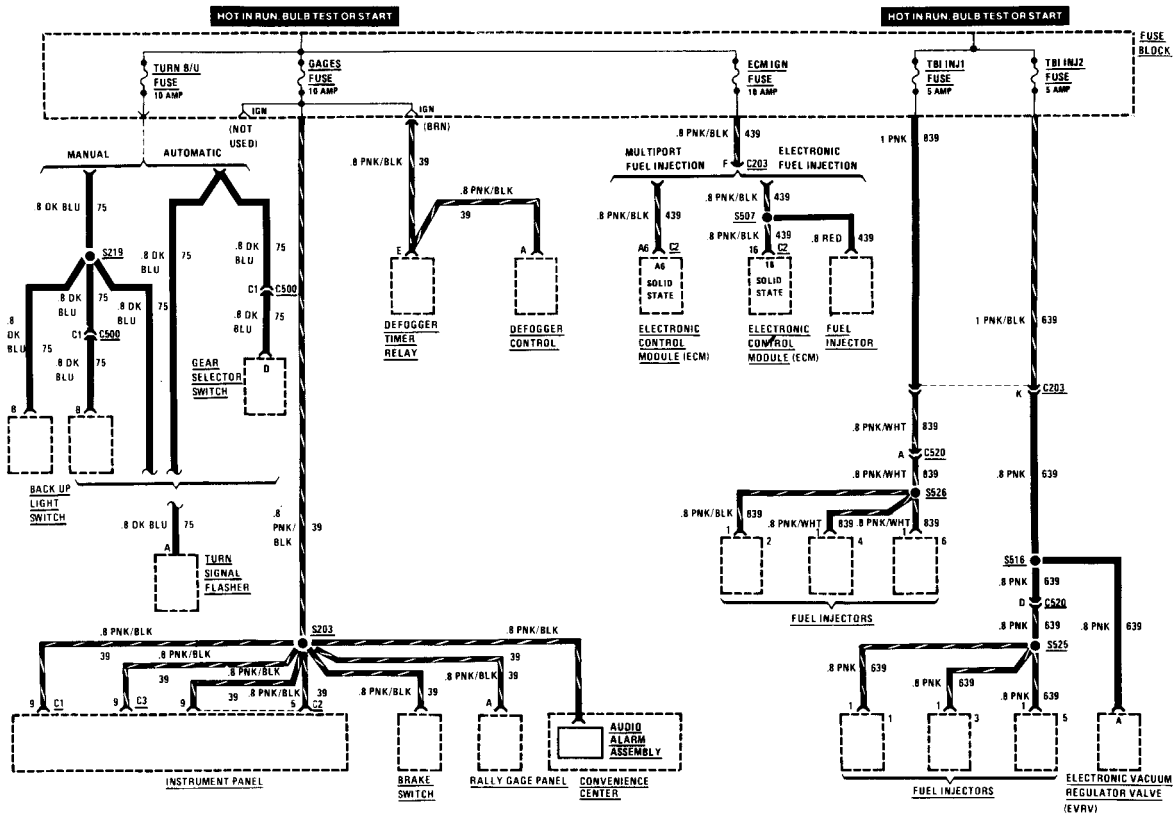 HOT IN RUN, BULB TEST OR START
HOT IN RUN, BULB TEST OR START
FUSE
BLOCK
TURN B/U
FUSE
10 AMP
GAGES
FUSE
10 AMP
ECM IGN
FUSE
10 AMP
TBI INJ1
FUSE
5 AMP
TBI INJ2
FUSE
5 AMP
IGN
(NOT
USED)
IGN
(BRN)
MANUAL
AUTOMATIC
.8 PNK/BLK
39
.8 PNK/BLK
439
1 PNK
839
F
C203
MULTIPORT
FUEL INJECTION
ELECTRONIC
FUEL INJECTION
.8 DK BLU
75
.8 PNK/BLK
39
.8 PNK/BLK
439
.8 PNK/BLK
439
S507
.8 PNK/BLK
439
.8 RED
439
S219
.8 DK
BLU
75
.8 DK
BLU
75
E
A
A6
C2
16
C2
A6
SOLID
STATE
16
SOLID
STATE
.8 DK
BLU
75
.8 DK
BLU
75
C1
C500
.8
DK
BLU
75
C1
C500
.8 DK
BLU
75
.8 DK
BLU
75
DEFOGGER
TIMER
RELAY
DEFOGGER
CONTROL
ELECTRONIC
CONTROL
MODULE (ECM)
ELECTRONIC
CONTROL
MODULE (ECM)
FUEL
INJECTOR
1 PNK/BLK
639
GEAR
SELECTOR
SWITCH
D
K
C203
B
B
.8 PNK/WHT
839
A
C520
.8 PNK/WHT
839
.8 PNK
639
BACK UP
LIGHT
SWITCH
S526
.8 DK BLU
75
.8
PNK/
BLK
39
.8 PNK/BLK
839
.8 PNK/WHT
839
.8 PNK/WHT
839
1
2
1
4
1
6
A
TURN
SIGNAL
FLASHER
S516
.8 PNK
639
D
C520
FUEL INJECTORS
.8 PNK
639
.8 PNK
639
S203
S525
.8 PNK/BLK
39
.8 PNK/BLK
39
.8 PNK/BLK
39
.8 PNK/BLK
39
.8 PNK/BLK
39
.8 PNK/BLK
39
.8 PNK/BLK
.8 PNK
639
.8 PNK
639
.8 PNK
639
9
C1
9
C3
9
5
C2
A
1
1
1
3
1
5
A
AUDIO
ALARM
ASSEMBLY
INSTRUMENT PANEL
BRAKE
SWITCH
RALLY GAGE PANEL
CONVENIENCE
CENTER
FUEL INJECTORS
ELECTRONIC VACUUM
REGULATOR VALVE
(EVRV)